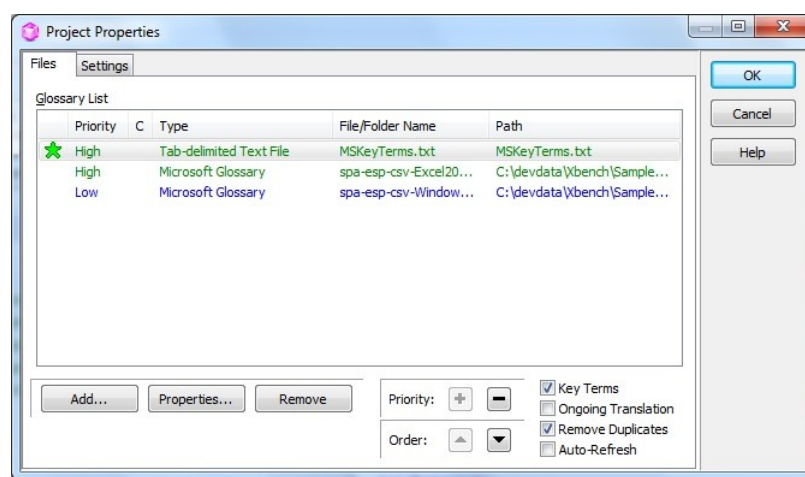 Project Properties
Files Settings
Glossary List
Priority C Type File/Folder Name Path
High Tab-delimited Text File MSKeyTerms.txt MSKeyTerms.txt
High Microsoft Glossary spa-esp-csv-Excel20... C:\devdata\Xbench\Sample...
Low Microsoft Glossary spa-esp-csv-Window... C:\devdata\Xbench\Sample...
OK
Cancel
Help
Add... Properties... Remove
Priority:
Order:
Key Terms
Ongoing Translation
Remove Duplicates
Auto-Refresh